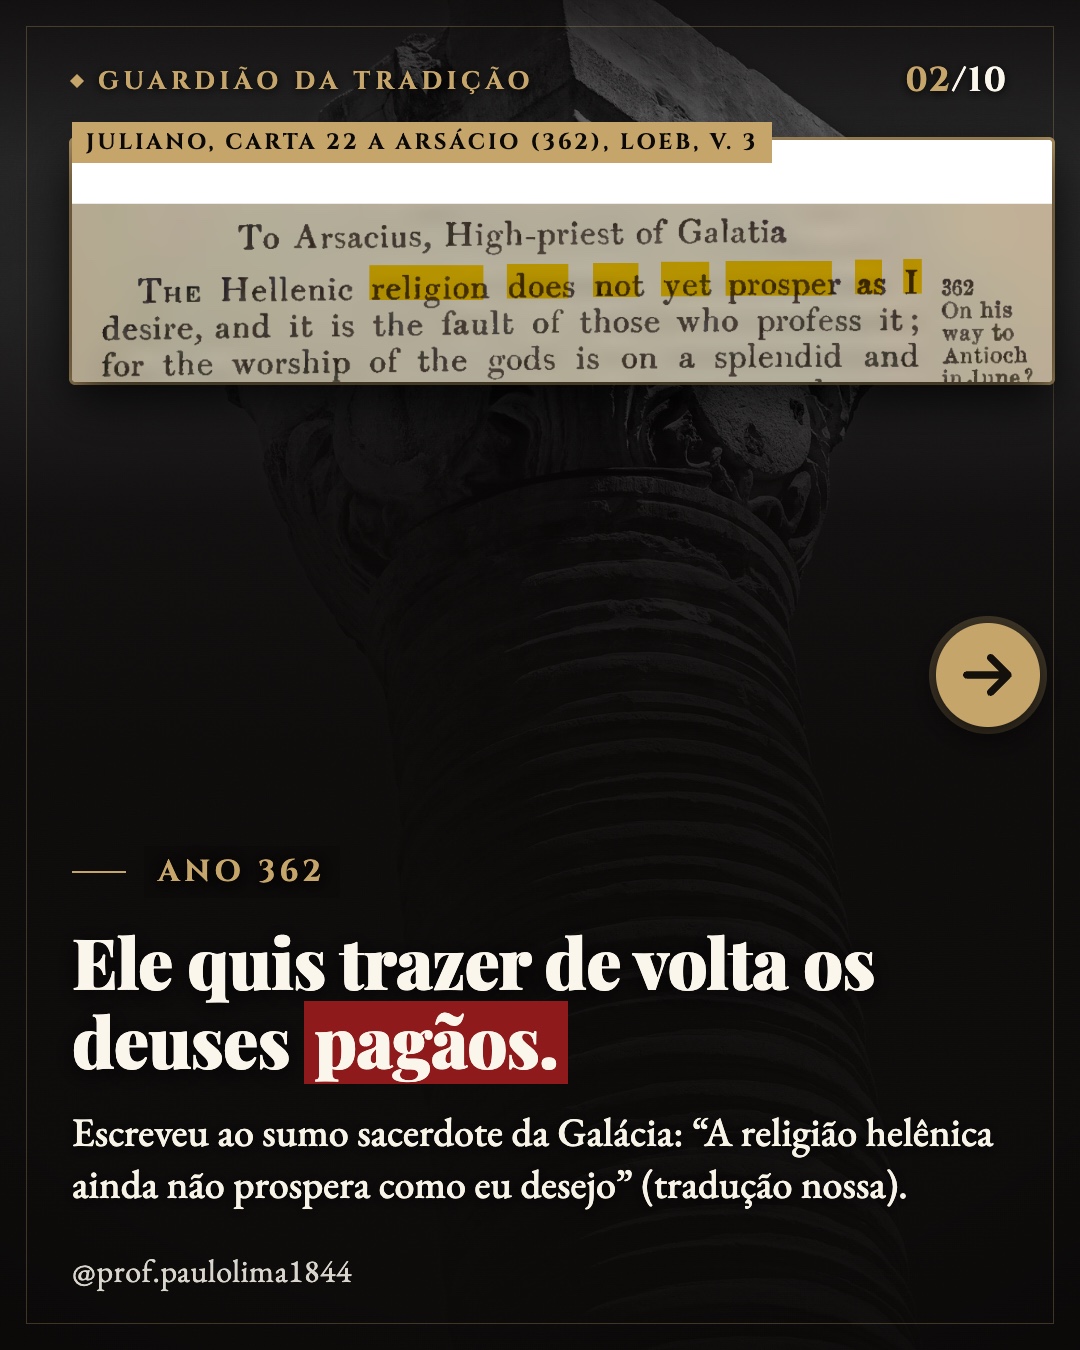 GUARDIÃO DA TRADIÇÃO
02/10
JULIANO, CARTA 22 A ARSÁCIO (362), LOEB, V. 3
To Arsacius, High-priest of Galatia
THE Hellenic religion does not yet prosper as I
desire, and it is the fault of those who profess it;
for the worship of the gods is on a splendid and
362
On his
way to
Antioch
in June?
ANO 362
Ele quis trazer de volta os
deuses pagãos.
Escreveu ao sumo sacerdote da Galácia: “A religião helênica
ainda não prospera como eu desejo” (tradução nossa).
@prof.paulolima1844